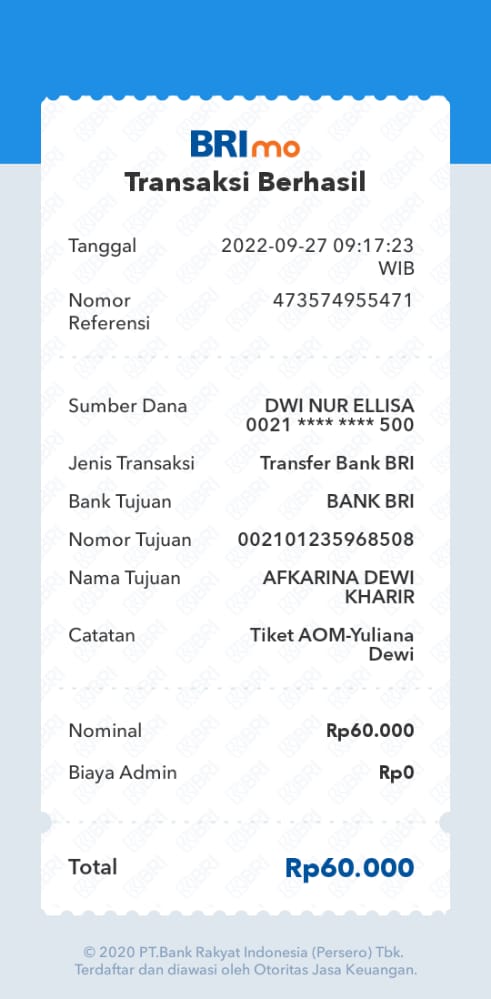 BRImo
Transaksi Berhasil
Tanggal 2022-09-27 09:17:23
WIB
Nomor 473574955471
Referensi
Sumber Dana DWI NUR ELLISA
0021 **** **** 500
Jenis Transaksi Transfer Bank BRI
Bank Tujuan BANK BRI
Nomor Tujuan 002101235968508
Nama Tujuan AFKARINA DEWI
KHARIR
Catatan Tiket AOM-Yuliana
Dewi
Nominal Rp60.000
Biaya Admin Rp0
Total Rp60.000
© 2020 PT.Bank Rakyat Indonesia (Persero) Tbk.
Terdaftar dan diawasi oleh Otoritas Jasa Keuangan.